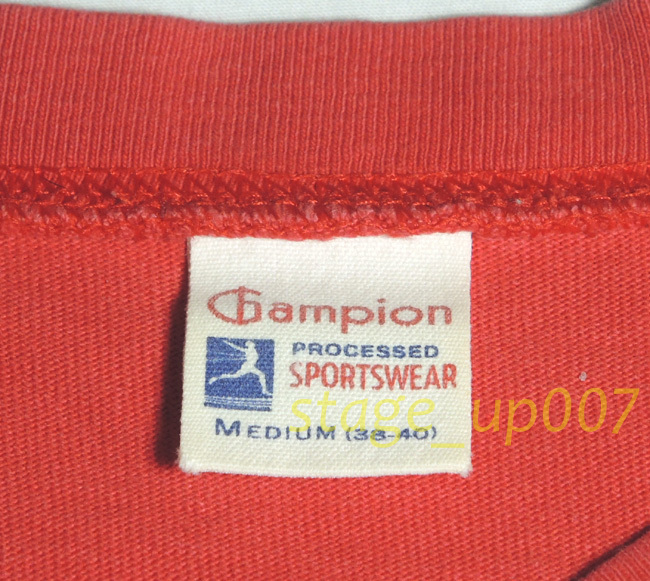 Champion
PROCESSED
SPORTSWEAR
stage_up007
MEDIUM (38-40)